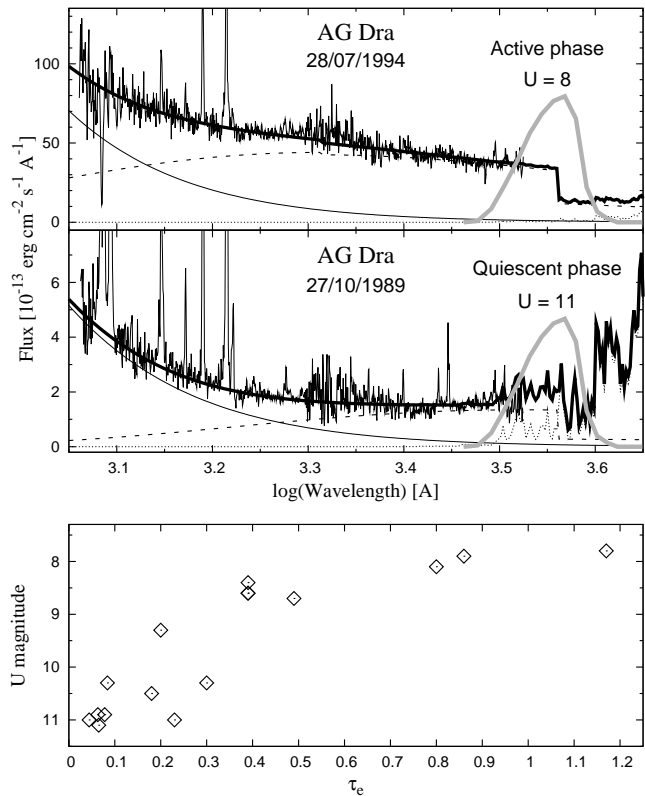 AG Dra
28/07/1994
Active phase
U = 8
100
50
0
AG Dra
27/10/1989
Quiescent phase
U = 11
6
4
2
0
Flux [10⁻¹³ erg cm⁻² s⁻¹ A⁻¹]
3.1 3.2 3.3 3.4 3.5 3.6
log(Wavelength) [A]
8
9
10
11
U magnitude
0 0.1 0.2 0.3 0.4 0.5 0.6 0.7 0.8 0.9 1 1.1 1.2
τₑ